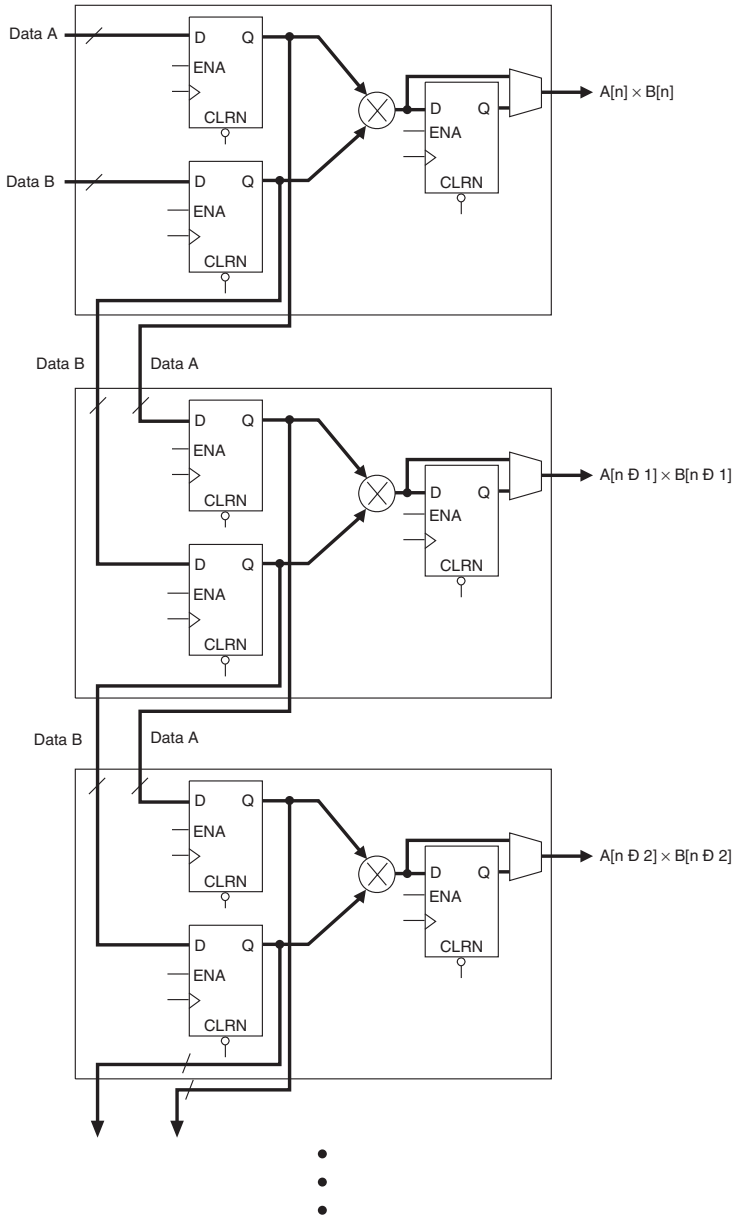 Data A
D Q
ENA
CLRN
D Q
ENA
CLRN
A[n] × B[n]
Data B
D Q
ENA
CLRN
Data B
Data A
D Q
ENA
CLRN
D Q
ENA
CLRN
A[n Ð 1] × B[n Ð 1]
D Q
ENA
CLRN
Data B
Data A
D Q
ENA
CLRN
D Q
ENA
CLRN
A[n Ð 2] × B[n Ð 2]
D Q
ENA
CLRN